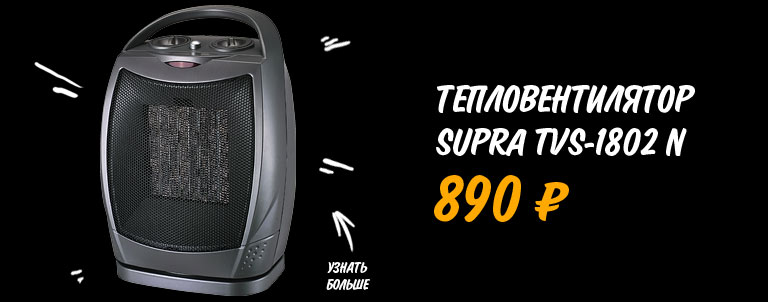 ТЕПЛОВЕНТИЛЯТОР
SUPRA TVS-1802 N
890 ₽
УЗНАТЬ
БОЛЬШЕ